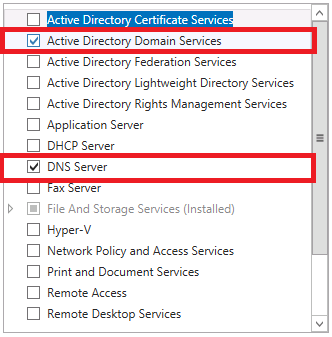 Active Directory Certificate Services
Active Directory Domain Services
Active Directory Federation Services
Active Directory Lightweight Directory Services
Active Directory Rights Management Services
Application Server
DHCP Server
DNS Server
Fax Server
File And Storage Services (Installed)
Hyper-V
Network Policy and Access Services
Print and Document Services
Remote Access
Remote Desktop Services